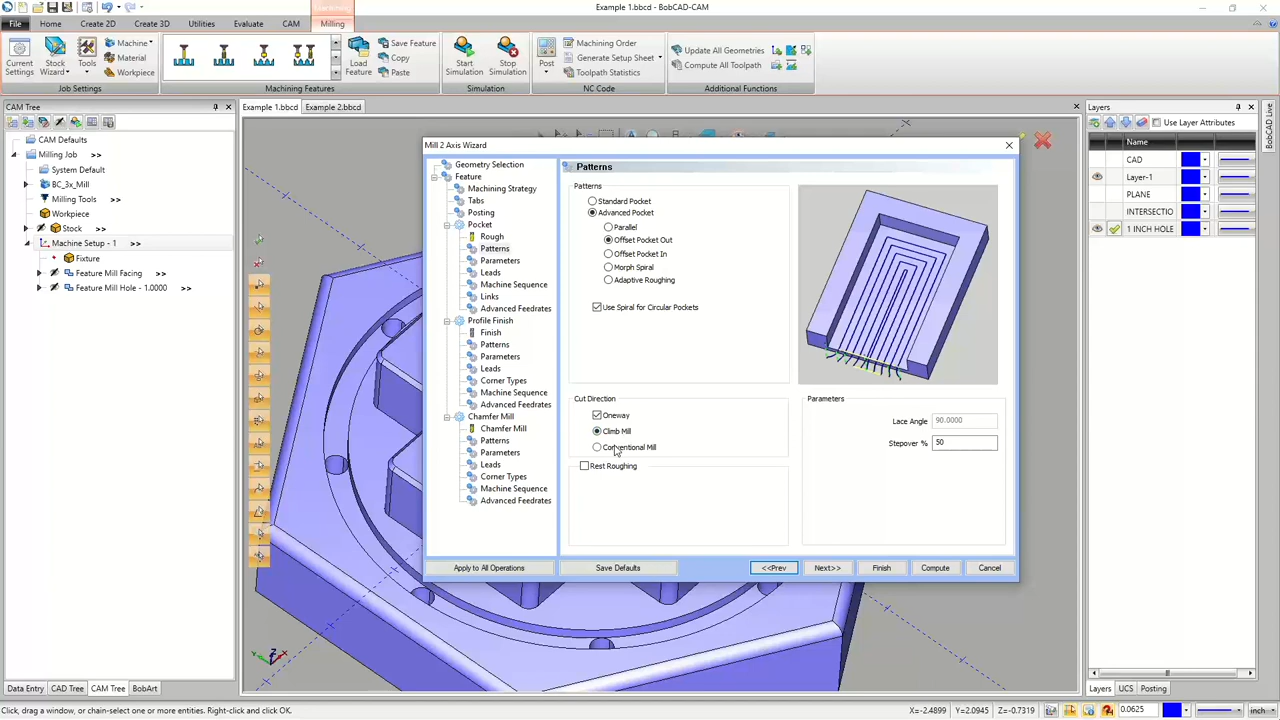 Machining
Example 1.bbcd - BobCAD-CAM
File
Home
Create 2D
Create 3D
Utilities
Evaluate
CAM
Milling
Current Settings
Stock Wizard
Tools
Machine
Material
Workpiece
Job Settings
Machining Features
Load Feature
Save Feature
Copy
Paste
Start Simulation
Stop Simulation
Simulation
Post
Machining Order
Generate Setup Sheet
Toolpath Statistics
NC Code
Update All Geometries
Compute All Toolpath
Additional Functions
CAM Tree
CAM Defaults
Milling Job >>
System Default
BC_3x_Mill
Milling Tools >>
Workpiece
Stock >>
Machine Setup - 1 >>
Fixture
Feature Mill Facing >>
Feature Mill Hole - 1.0000 >>
Data Entry
CAD Tree
CAM Tree
BobArt
Example 1.bbcd
Example 2.bbcd
Mill 2 Axis Wizard
Geometry Selection
Feature
Machining Strategy
Tabs
Posting
Pocket
Rough
Patterns
Parameters
Leads
Machine Sequence
Links
Advanced Feedrates
Profile Finish
Finish
Patterns
Parameters
Leads
Corner Types
Machine Sequence
Advanced Feedrates
Chamfer Mill
Chamfer Mill
Patterns
Parameters
Leads
Corner Types
Machine Sequence
Advanced Feedrates
Patterns
Patterns
Standard Pocket
Advanced Pocket
Parallel
Offset Pocket Out
Offset Pocket In
Morph Spiral
Adaptive Roughing
Use Spiral for Circular Pockets
Cut Direction
Oneway
Climb Mill
Conventional Mill
Rest Roughing
Parameters
Lace Angle 90.0000
Stepover % 50
Apply to All Operations
Save Defaults
<<Prev
Next>>
Finish
Compute
Cancel
Layers
Use Layer Attributes
Name
CAD
Layer-1
PLANE
INTERSECTIO
1 INCH HOLE
Layers
UCS
Posting
BobCAD Live
Y
Z
X
Click, drag a window, or chain-select one or more entities. Right-click and click OK.
X=-2.4899
Y=2.0945
Z=-0.7319
0.0625
inch